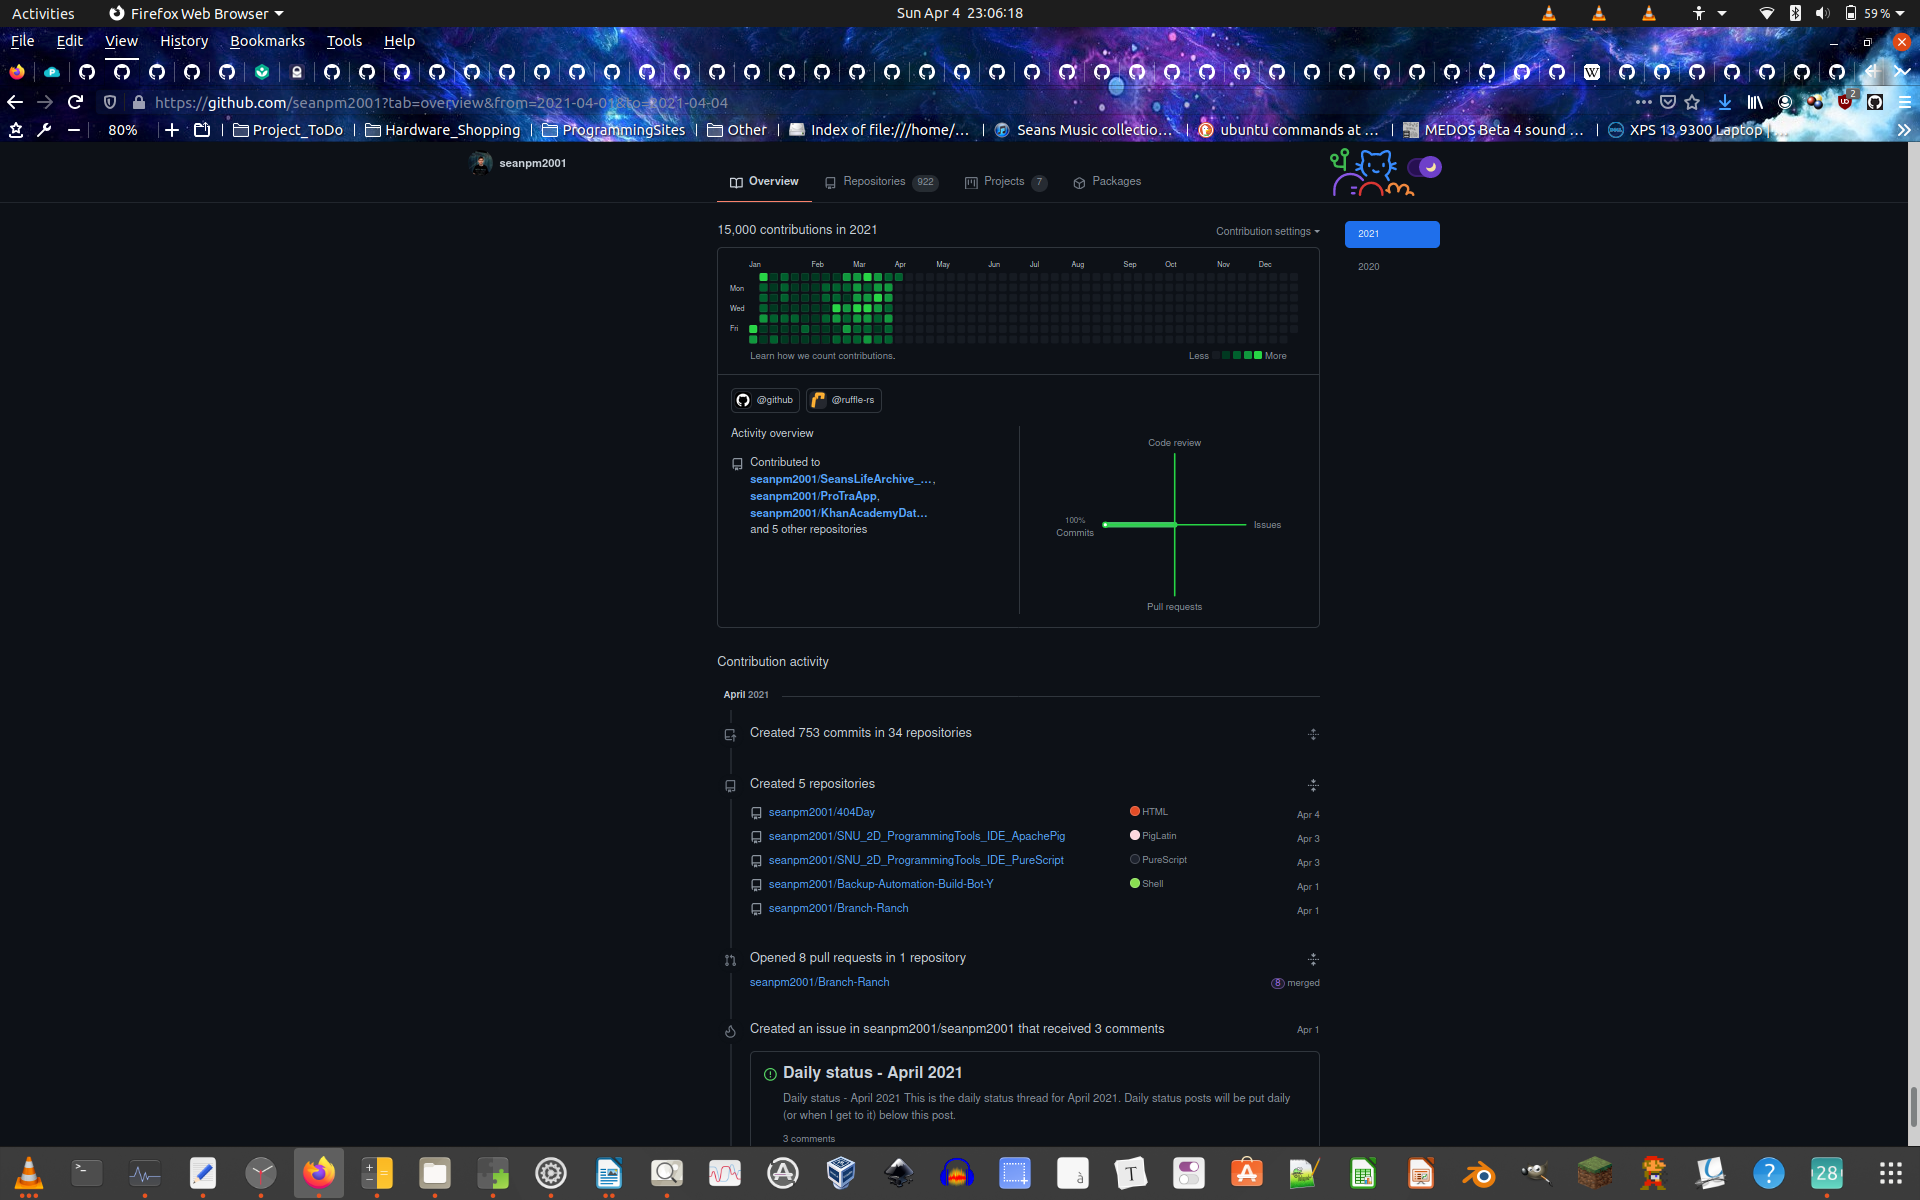 Activities
Firefox Web Browser
Sun Apr 4 23:06:18
59 %
File Edit View History Bookmarks Tools Help
https://github.com/seanpm2001?tab=overview&from=2021-04-01&to=2021-04-04
2
80%
Project_ToDo
Hardware_Shopping
ProgrammingSites
Other
Index of file:///home/...
Seans Music collectio...
ubuntu commands at ...
MEDOS Beta 4 sound ...
XPS 13 9300 Laptop |
seanpm2001
Overview
Repositories 922
Projects 7
Packages
15,000 contributions in 2021
Contribution settings
2021
2020
Jan Feb Mar Apr May Jun Jul Aug Sep Oct Nov Dec
Mon
Wed
Fri
Learn how we count contributions.
Less More
@github
@ruffle-rs
Activity overview
Contributed to
seanpm2001/SeansLifeArchive_...,
seanpm2001/ProTraApp,
seanpm2001/KhanAcademyDat...
and 5 other repositories
Code review
100%
Commits
Issues
Pull requests
Contribution activity
April 2021
Created 753 commits in 34 repositories
Created 5 repositories
seanpm2001/404Day HTML Apr 4
seanpm2001/SNU_2D_ProgrammingTools_IDE_ApachePig PigLatin Apr 3
seanpm2001/SNU_2D_ProgrammingTools_IDE_PureScript PureScript Apr 3
seanpm2001/Backup-Automation-Build-Bot-Y Shell Apr 1
seanpm2001/Branch-Ranch Apr 1
Opened 8 pull requests in 1 repository
seanpm2001/Branch-Ranch 8 merged
Created an issue in seanpm2001/seanpm2001 that received 3 comments Apr 1
Daily status - April 2021
Daily status - April 2021 This is the daily status thread for April 2021. Daily status posts will be put daily
(or when I get to it) below this post.
3 comments
28